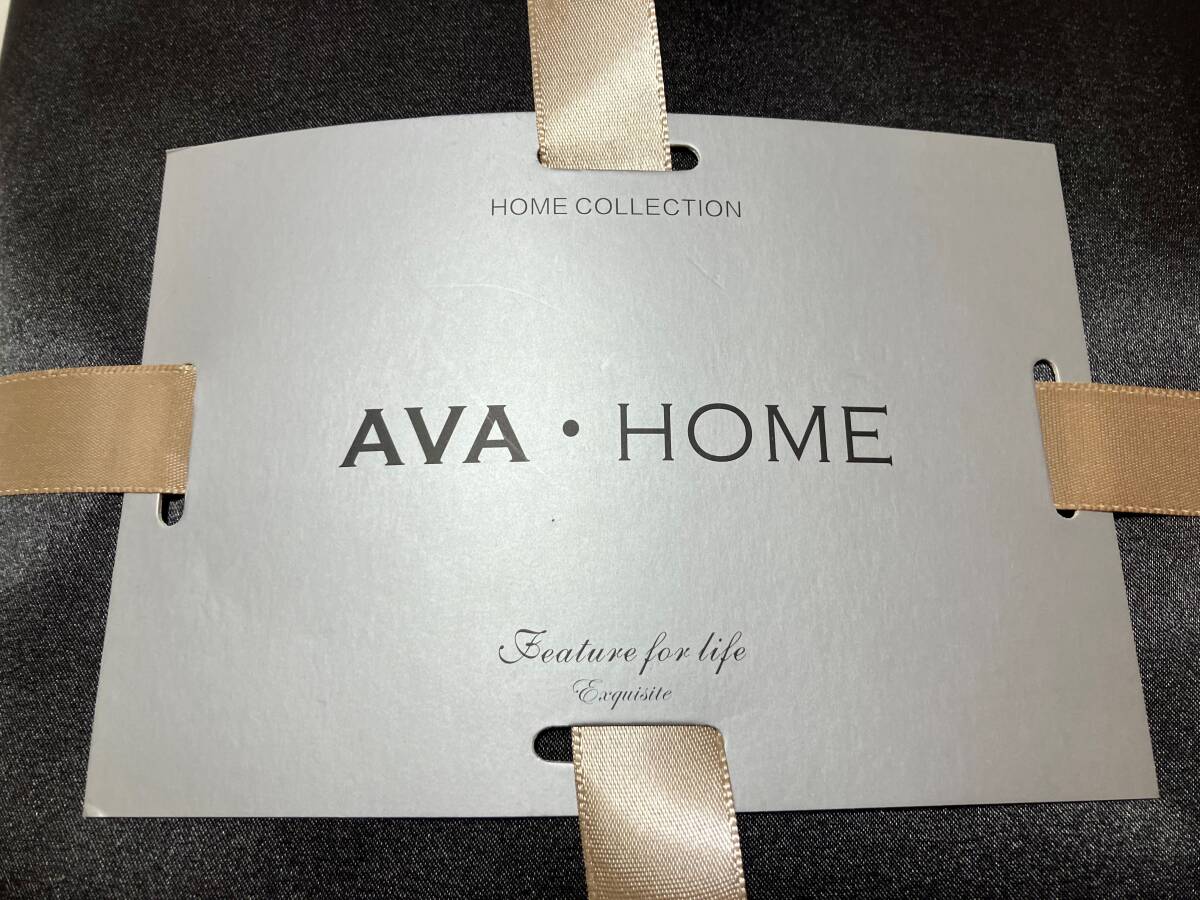 HOME COLLECTION
AVA • HOME
Feature for life
Exquisite